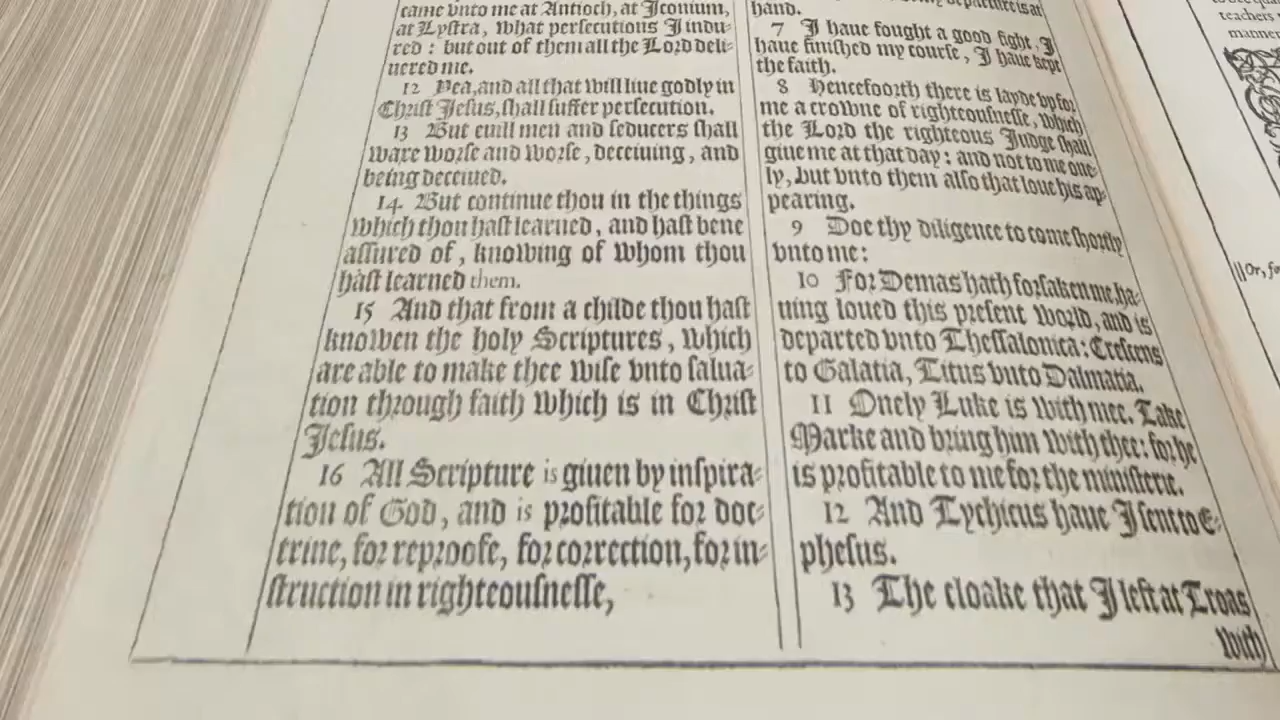 came vnto me at Antioch, at Iconium,
at Lystra, what persecutions I indu-
red : but out of them all the Lord deli-
uered me.
12 Yea, and all that will liue godly in
Christ Iesus, shall suffer persecution.
13 But euill men and seducers shall
ware worse and worse, deceiuing, and
being deceiued.
14 But continue thou in the things
which thou hast learned, and hast bene
assured of, knowing of whom thou
hast learned them.
15 And that from a childe thou hast
knowen the holy Scriptures, which
are able to make thee wise vnto salua-
tion through faith which is in Christ
Iesus.
16 All Scripture is giuen by inspira-
tion of God, and is profitable for doc-
trine, for reproofe, for correction, for in-
struction in righteousnesse,
departure is at
hand.
7 I haue fought a good fight, I
haue finished my course, I haue kept
the faith.
8 Hencefoorth there is layde vp for
me a crowne of righteousnesse, which
the Lord the righteous Iudge shall
giue me at that day : and not to me one-
ly, but vnto them also that loue his ap-
pearing.
9 Doe thy diligence to come shortly
vnto me :
10 For Demas hath forsaken me, ha-
uing loued this present world, and is
departed vnto Thessalonica : Crescens
to Galatia, Titus vnto Dalmatia.
11 Onely Luke is with mee. Take
Marke and bring him with thee : for he
is profitable to me for the ministerie.
12 And Tychicus haue I sent to E-
phesus.
13 The cloake that I left at Troas
with
teachers
manner
||Or, fo